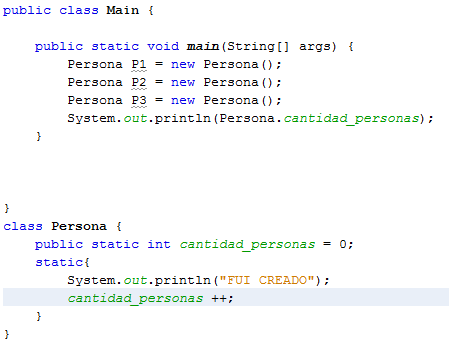 public class Main {
public static void main(String[] args) {
Persona P1 = new Persona();
Persona P2 = new Persona();
Persona P3 = new Persona();
System.out.println(Persona.cantidad_personas);
}
}
class Persona {
public static int cantidad_personas = 0;
static{
System.out.println("FUI CREADO");
cantidad_personas ++;
}
}